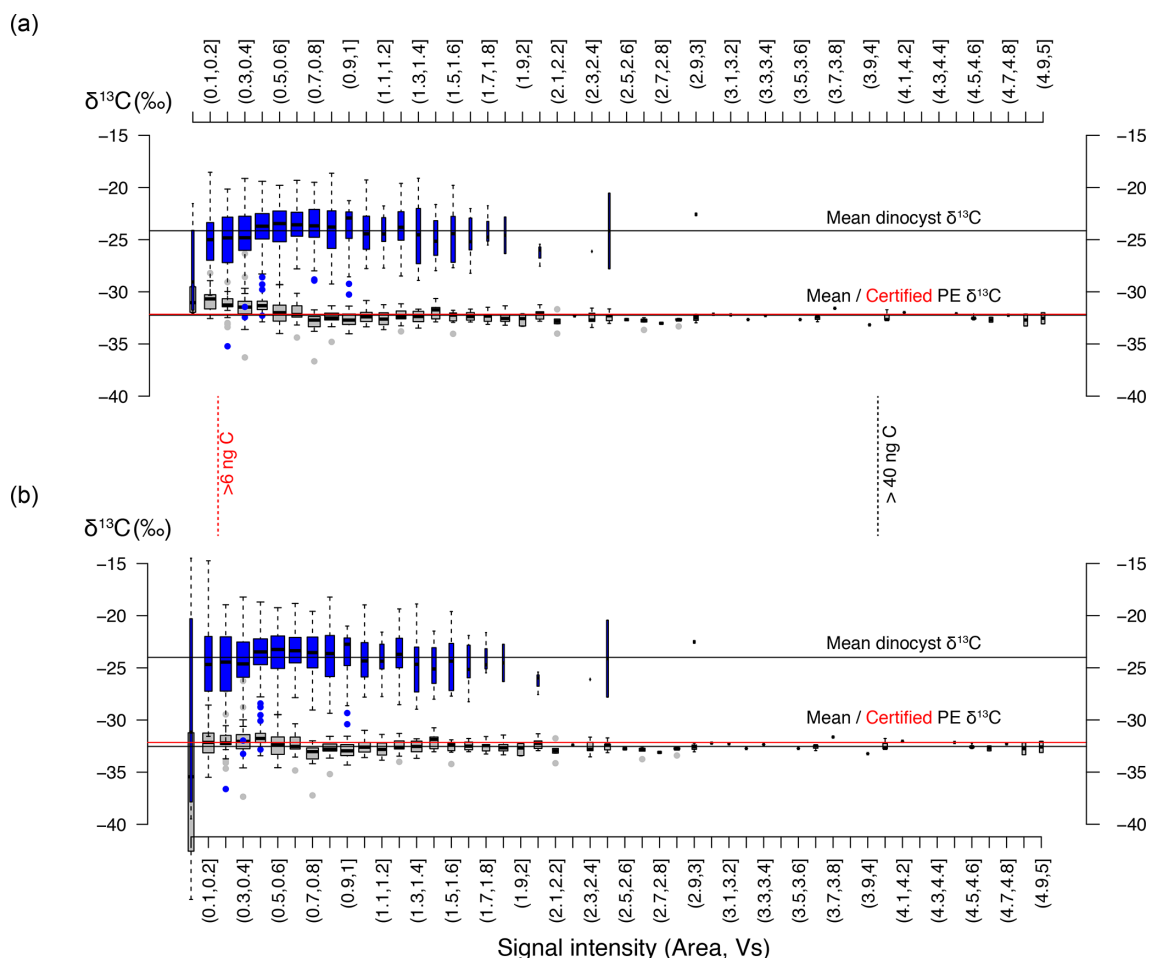 (a)
(0.1,0.2] (0.3,0.4] (0.5,0.6] (0.7,0.8] (0.9,1] (1.1,1.2] (1.3,1.4] (1.5,1.6] (1.7,1.8] (1.9,2] (2.1,2.2] (2.3,2.4] (2.5,2.6] (2.7,2.8] (2.9,3] (3.1,3.2] (3.3,3.4] (3.5,3.6] (3.7,3.8] (3.9,4] (4.1,4.2] (4.3,4.4] (4.5,4.6] (4.7,4.8] (4.9,5]
δ¹³C(‰)
−15 −15 −15
−20 −20 −20
Mean dinocyst δ¹³C
−25 −25 −25
Mean / Certified PE δ¹³C
−30 −30 −30
−35 −35 −35
−40 −40 −40
>6 ng C
> 40 ng C
(b)
δ¹³C(‰)
−15 −15
−20 −20
Mean dinocyst δ¹³C
−25 −25
Mean / Certified PE δ¹³C
−30 −30
−35 −35
−40 −40
(0.1,0.2] (0.3,0.4] (0.5,0.6] (0.7,0.8] (0.9,1] (1.1,1.2] (1.3,1.4] (1.5,1.6] (1.7,1.8] (1.9,2] (2.1,2.2] (2.3,2.4] (2.5,2.6] (2.7,2.8] (2.9,3] (3.1,3.2] (3.3,3.4] (3.5,3.6] (3.7,3.8] (3.9,4] (4.1,4.2] (4.3,4.4] (4.5,4.6] (4.7,4.8] (4.9,5]
Signal intensity (Area, Vs)